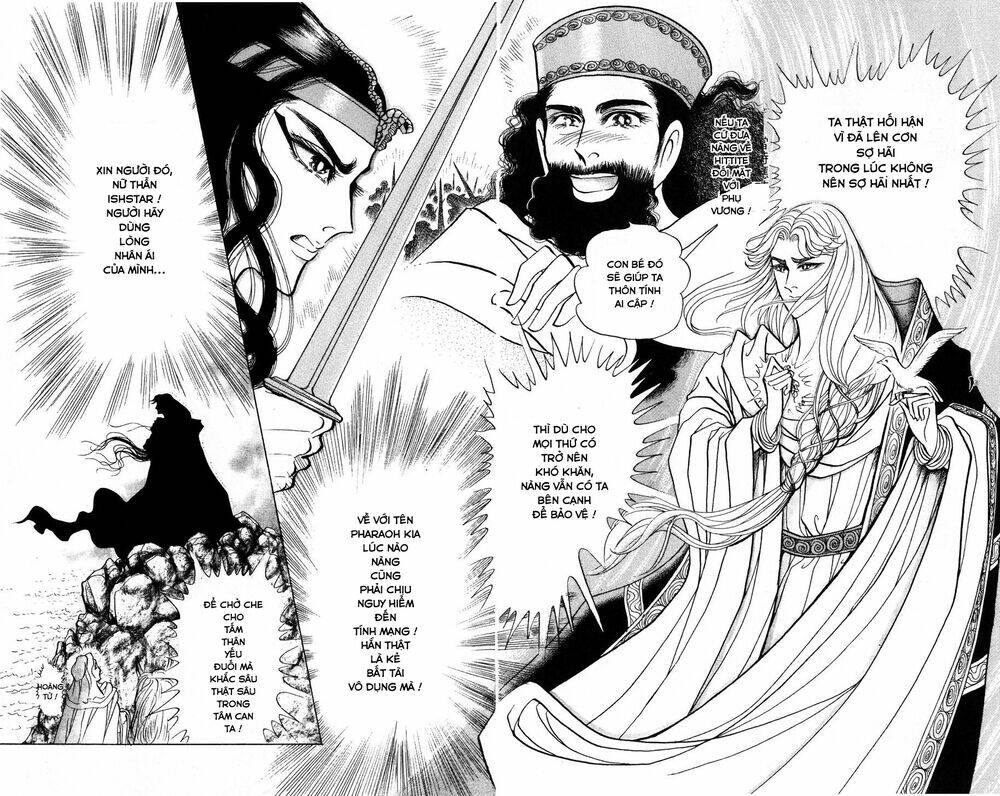 TA THẬT HỐI HẬN
VÌ ĐÃ LÊN CƠN
SỢ HÃI
TRONG LÚC KHÔNG
NÊN SỢ HÃI NHẤT !
NẾU TA
CỨ ĐƯA
NÀNG VỀ
HITTITE
ĐỐI MẶT
VỚI
PHỤ
VƯƠNG !
CON BÉ ĐÓ
SẼ GIÚP TA
THÔN TÍNH
AI CẬP !
THÌ DÙ CHO
MỌI THỨ CÓ
TRỞ NÊN
KHÓ KHĂN,
NÀNG VẪN CÓ TA
BÊN CẠNH
ĐỂ BẢO VỆ !
VỀ VỚI TÊN
PHARAOH KIA
LÚC NÀO
NÀNG
CŨNG
PHẢI CHỊU
NGUY HIỂM
ĐẾN
TÍNH MẠNG !
HẮN THẬT
LÀ KẺ
BẤT TÀI
VÔ DỤNG MÀ !
XIN NGƯỜI ĐÓ,
NỮ THẦN
ISHSTAR !
NGƯỜI HÃY
DÙNG
LÒNG
NHÂN ÁI
CỦA MÌNH...
ĐỂ CHỞ CHE
CHO
TẤM
THÂN
YÊU
ĐUỐI MÀ
KHẮC SÂU
THẬT SÂU
TRONG
TÂM CAN
TA !
HOÀNG
TỬ !